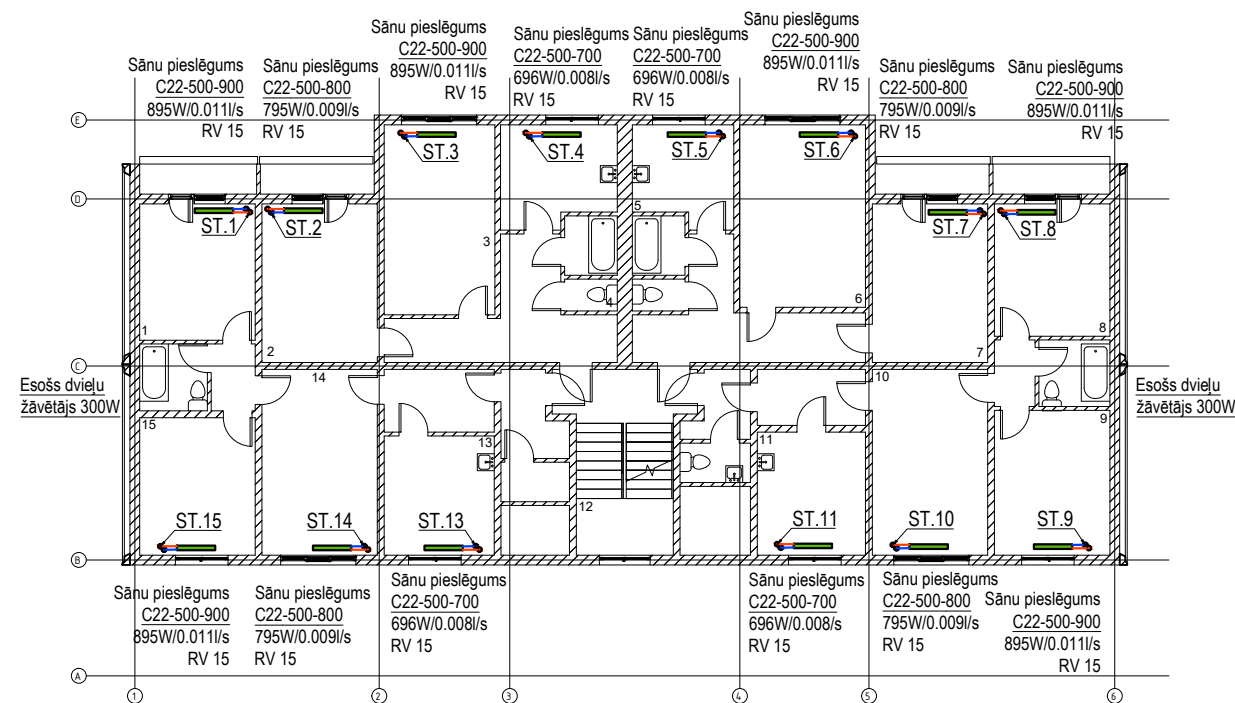 Sānu pieslēgums
C22-500-900
895W/0.011l/s
RV 15
Sānu pieslēgums
C22-500-800
795W/0.009l/s
RV 15
Sānu pieslēgums
C22-500-900
895W/0.011l/s
RV 15
Sānu pieslēgums
C22-500-700
696W/0.008l/s
RV 15
Sānu pieslēgums
C22-500-700
696W/0.008l/s
RV 15
Sānu pieslēgums
C22-500-900
895W/0.011l/s
RV 15
Sānu pieslēgums
C22-500-800
795W/0.009l/s
RV 15
Sānu pieslēgums
C22-500-900
895W/0.011l/s
RV 15
E
ST.3
ST.4
ST.5
ST.6
D
ST.1
ST.2
5
ST.7
ST.8
3
4
6
1
2
7
8
C
14
10
Esošs dvieļu
žāvētājs 300W
Esošs dvieļu
žāvētājs 300W
15
13
11
9
12
ST.15
ST.14
ST.13
ST.11
ST.10
ST.9
B
Sānu pieslēgums
C22-500-900
895W/0.011l/s
RV 15
Sānu pieslēgums
C22-500-800
795W/0.009l/s
RV 15
Sānu pieslēgums
C22-500-700
696W/0.008l/s
RV 15
Sānu pieslēgums
C22-500-700
696W/0.008/s
RV 15
Sānu pieslēgums
C22-500-800
795W/0.009l/s
RV 15
Sānu pieslēgums
C22-500-900
895W/0.011l/s
RV 15
A
1
2
3
4
5
6